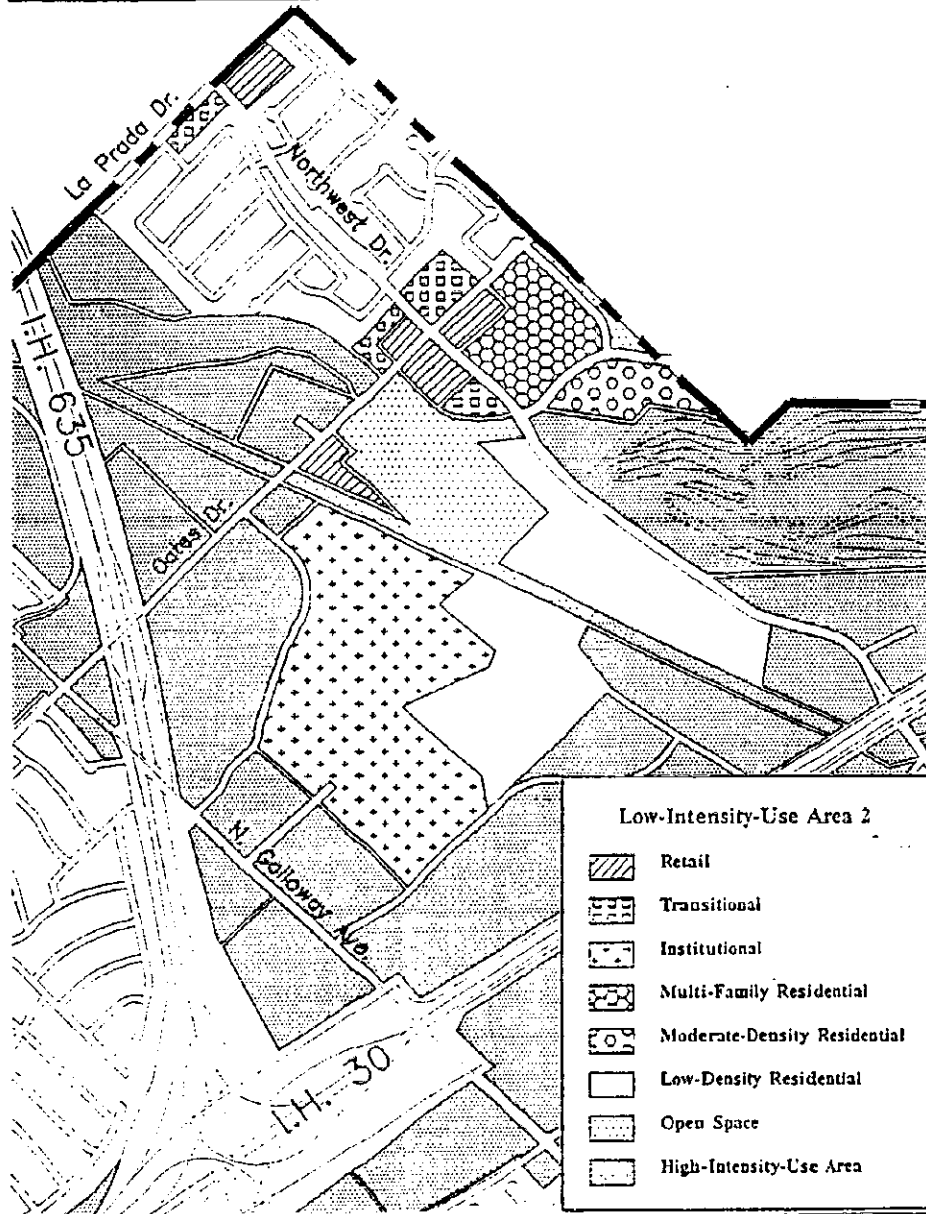 La Prada Dr.
Northwest Dr.
I.H. 635
Oates Dr.
N. Galloway Ave.
I.H. 30
Low-Intensity-Use Area 2
Retail
Transitional
Institutional
Multi-Family Residential
Moderate-Density Residential
Low-Density Residential
Open Space
High-Intensity-Use Area